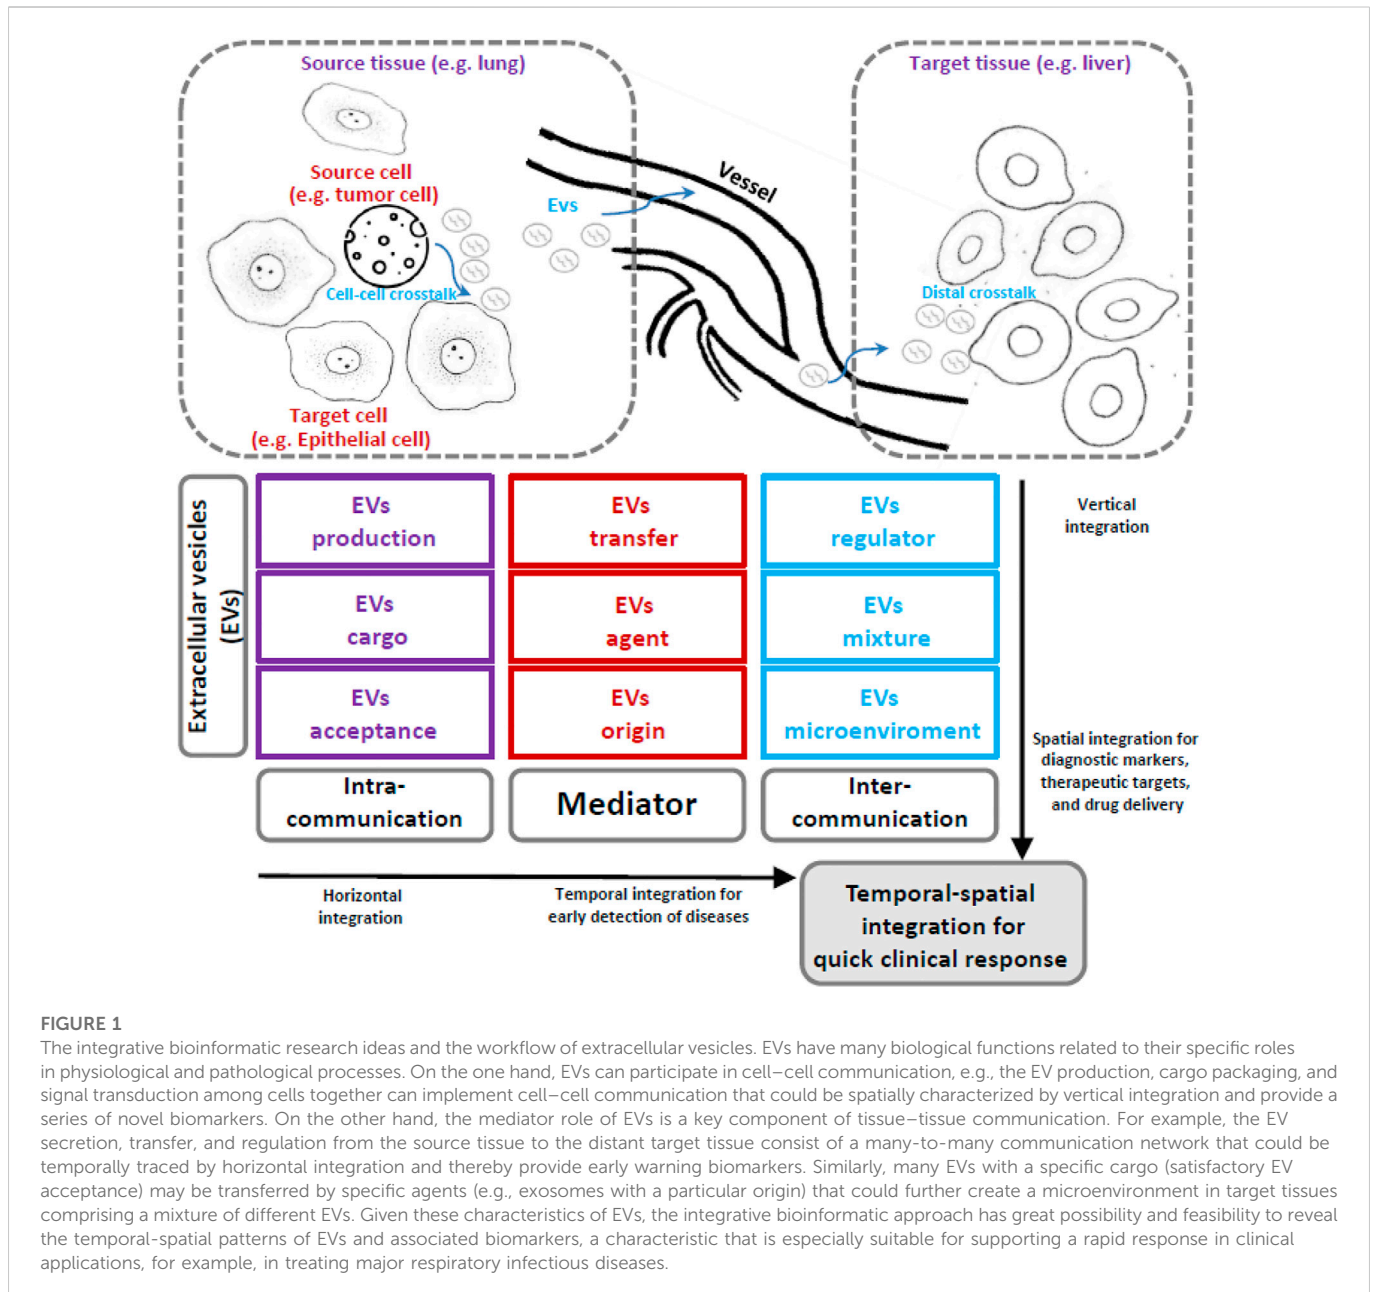 Source tissue (e.g. lung)
Target tissue (e.g. liver)
Source cell
(e.g. tumor cell)
Vessel
Evs
Cell-cell crosstalk
Distal crosstalk
Target cell
(e.g. Epithelial cell)
Extracellular vesicles
(EVs)
EVs
production
EVs
transfer
EVs
regulator
EVs
cargo
EVs
agent
EVs
mixture
EVs
acceptance
EVs
origin
EVs
microenviroment
Intra-
communication
Mediator
Inter-
communication
Vertical
integration
Spatial integration for
diagnostic markers,
therapeutic targets,
and drug delivery
Horizontal
integration
Temporal integration for
early detection of diseases
Temporal-spatial
integration for
quick clinical response
FIGURE 1
The integrative bioinformatic research ideas and the workflow of extracellular vesicles. EVs have many biological functions related to their specific roles
in physiological and pathological processes. On the one hand, EVs can participate in cell–cell communication, e.g., the EV production, cargo packaging, and
signal transduction among cells together can implement cell–cell communication that could be spatially characterized by vertical integration and provide a
series of novel biomarkers. On the other hand, the mediator role of EVs is a key component of tissue–tissue communication. For example, the EV
secretion, transfer, and regulation from the source tissue to the distant target tissue consist of a many-to-many communication network that could be
temporally traced by horizontal integration and thereby provide early warning biomarkers. Similarly, many EVs with a specific cargo (satisfactory EV
acceptance) may be transferred by specific agents (e.g., exosomes with a particular origin) that could further create a microenvironment in target tissues
comprising a mixture of different EVs. Given these characteristics of EVs, the integrative bioinformatic approach has great possibility and feasibility to reveal
the temporal-spatial patterns of EVs and associated biomarkers, a characteristic that is especially suitable for supporting a rapid response in clinical
applications, for example, in treating major respiratory infectious diseases.